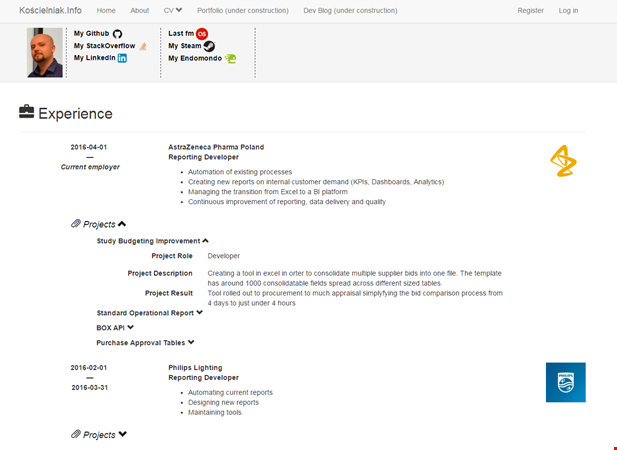 Kościelniak.Info Home About CV Portfolio (under construction) Dev Blog (under construction) Register Log in
My Github Last fm
My StackOverflow My Steam
My LinkedIn My Endomondo
Experience
2016-04-01 AstraZeneca Pharma Poland
— Reporting Developer
Current employer
Automation of existing processes
Creating new reports on internal customer demand (KPIs, Dashboards, Analytics)
Managing the transition from Excel to a BI platform
Continuous improvement of reporting, data delivery and quality
Projects
Study Budgeting Improvement
Project Role Developer
Project Description Creating a tool in excel in orter to consolidate multiple supplier bids into one file. The template
has around 1000 consolidatable fields spread across different sized tables.
Project Result Tool rolled out to procurement to much appraisal simplyfying the bid comparison process from
4 days to just under 4 hours
Standard Operational Report
BOX API
Purchase Approval Tables
2016-02-01 Philips Lighting
— Reporting Developer
2016-03-31
Automating current reports
Designing new reports
Maintaining tools
PHILIPS
Projects